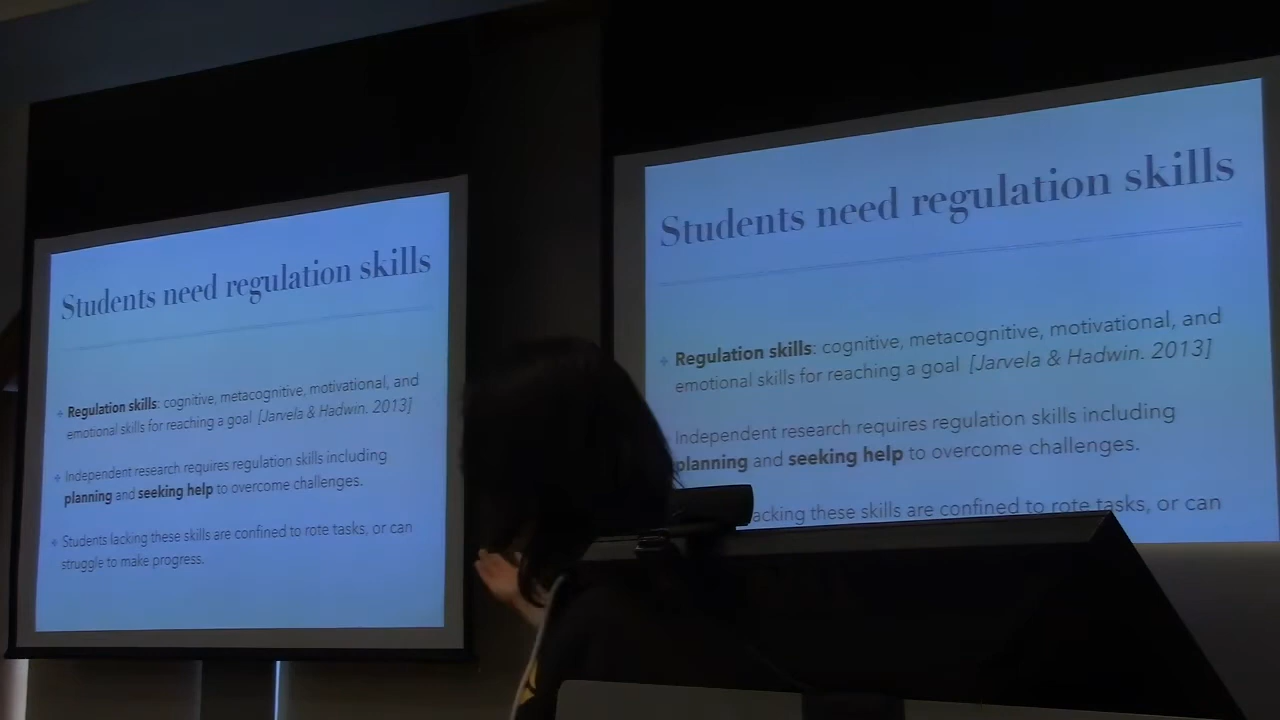 Students need regulation skills
Regulation skills: cognitive, metacognitive, motivational, and
emotional skills for reaching a goal [Jarvela & Hadwin. 2013]
Independent research requires regulation skills including
planning and seeking help to overcome challenges.
Students lacking these skills are confined to rote tasks, or can
struggle to make progress.
Students need regulation skills
Regulation skills: cognitive, metacognitive, motivational, and
emotional skills for reaching a goal [Jarvela & Hadwin. 2013]
Independent research requires regulation skills including
planning and seeking help to overcome challenges.
acking these skills are confined to rote tasks, or can